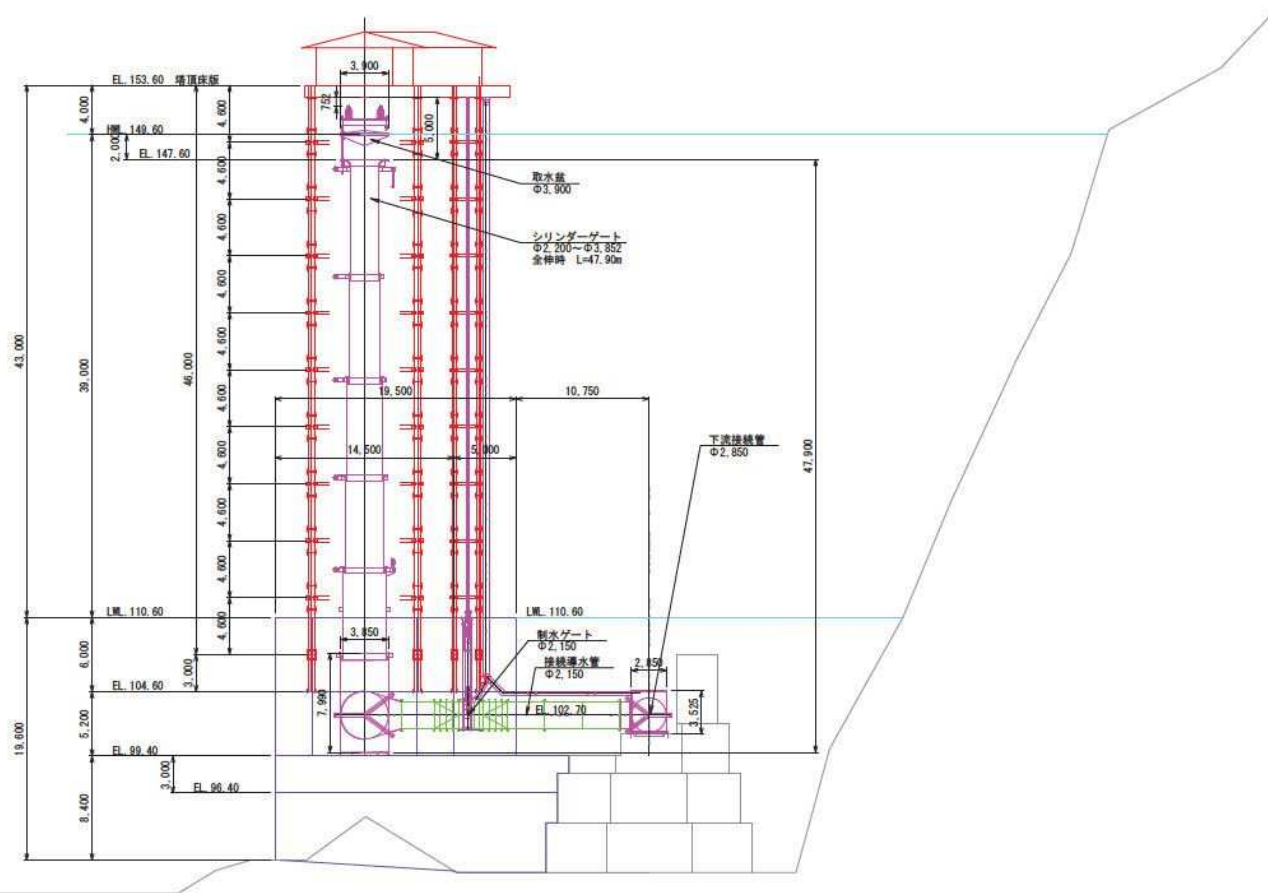 3,900
EL. 153.60 塔頂床版
4,000
752
4,600
5,000
HWL. 149.60
2,000
EL. 147.60
4,600
取水盆
Φ3,900
4,600
シリンダーゲート
Φ2,200～Φ3,852
全伸時 L=47.90m
4,600
4,600
43,000
39,000
46,000
4,600
19,500
10,750
4,600
14,500
5,000
下流接続管
Φ2,850
47,900
4,600
4,600
LWL. 110.60
LWL. 110.60
4,600
3,850
制水ゲート
Φ2,150
6,000
3,000
接続導水管
Φ2,150
2,850
EL. 104.60
7,990
EL. 102.70
3,525
5,200
19,600
EL. 99.40
3,000
EL. 96.40
8,400